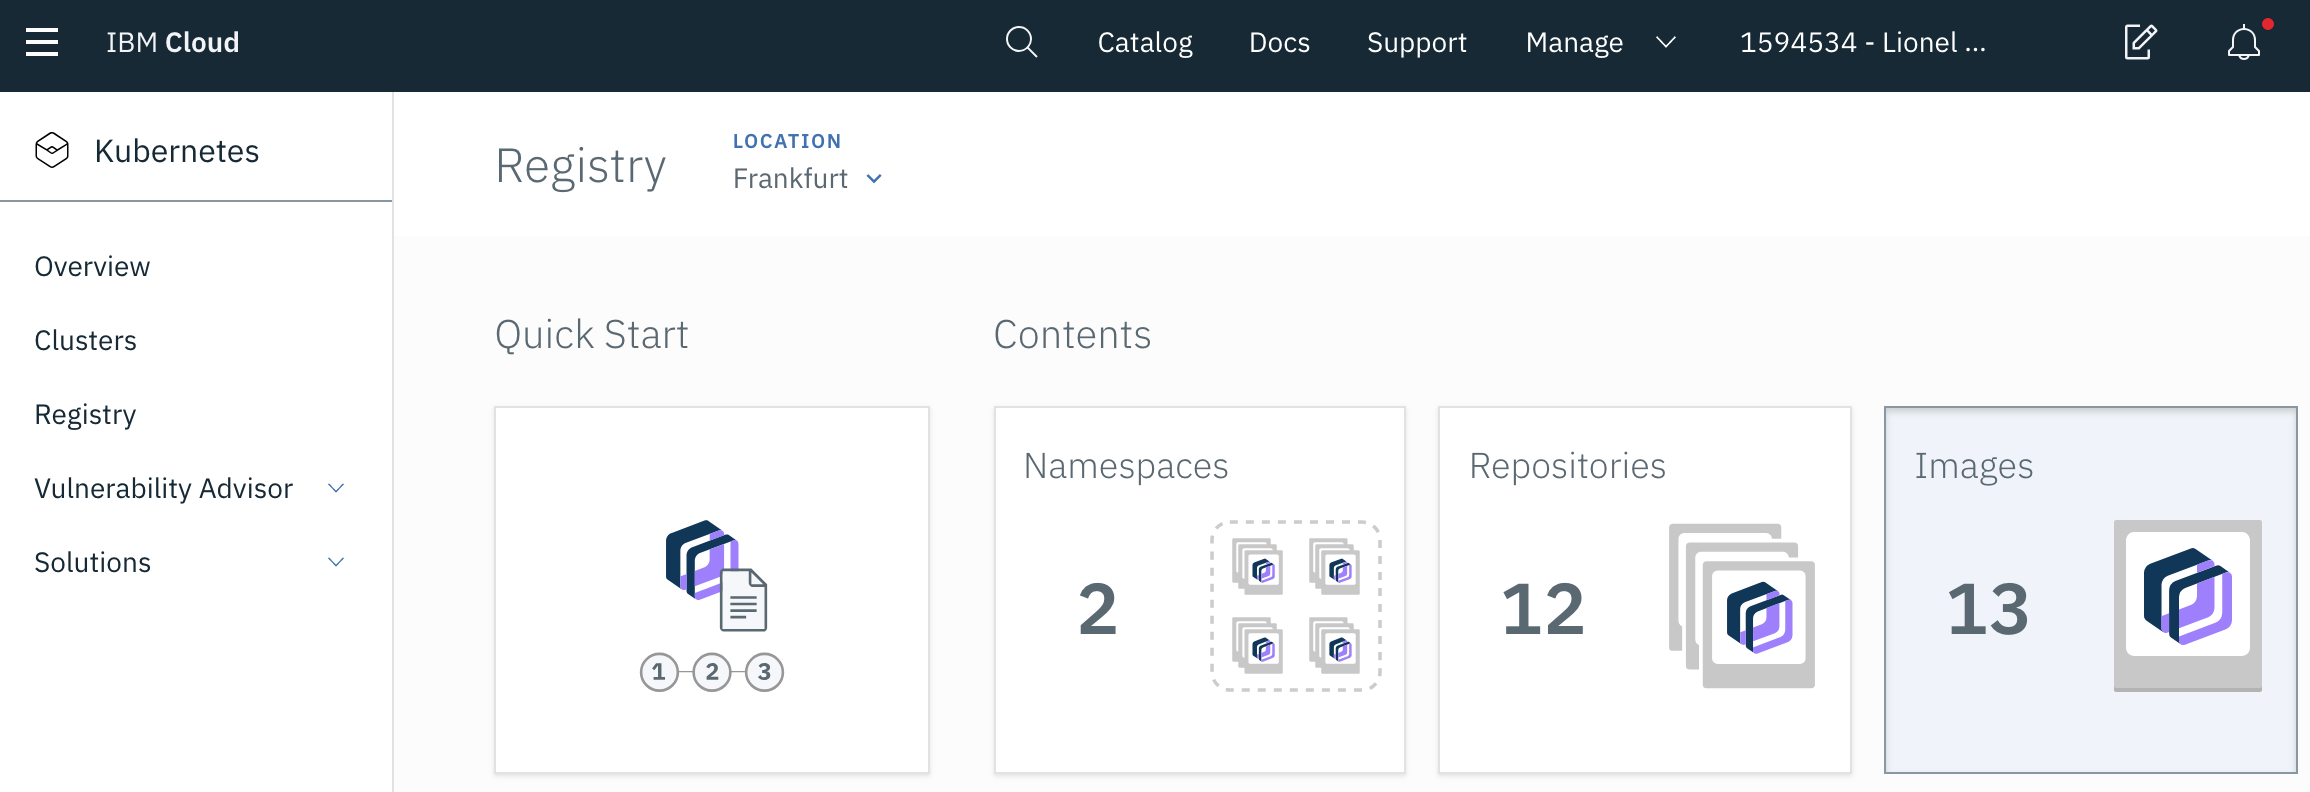 IBM Cloud Catalog Docs Support Manage 1594534 - Lionel ...
Kubernetes
Overview
Clusters
Registry
Vulnerability Advisor
Solutions
Registry
LOCATION
Frankfurt
Quick Start
1 2 3
Contents
Namespaces
2
Repositories
12
Images
13